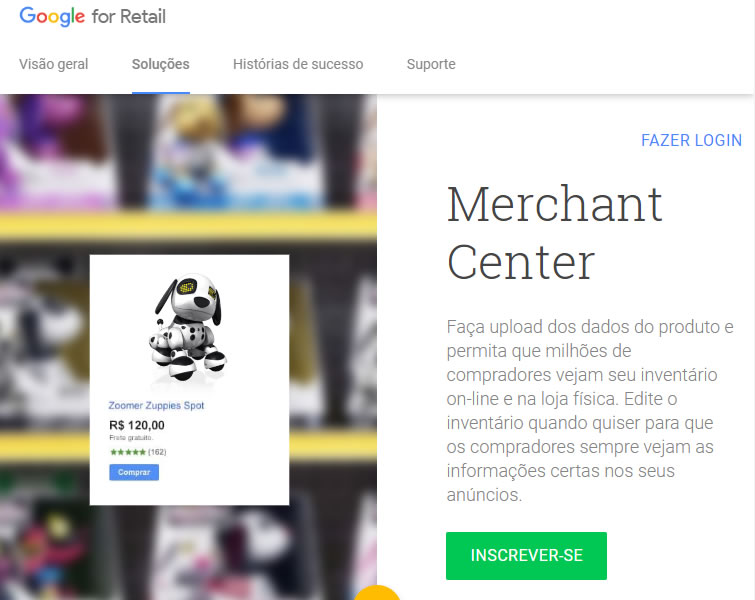 Google for Retail
Visão geral Soluções Histórias de sucesso Suporte
FAZER LOGIN
Merchant
Center
Faça upload dos dados do produto e
permita que milhões de
compradores vejam seu inventário
on-line e na loja física. Edite o
inventário quando quiser para que
os compradores sempre vejam as
informações certas nos seus
anúncios.
INSCREVER-SE
Zoomer Zuppies Spot
R$ 120,00
Frete gratuito.
(162)
Comprar